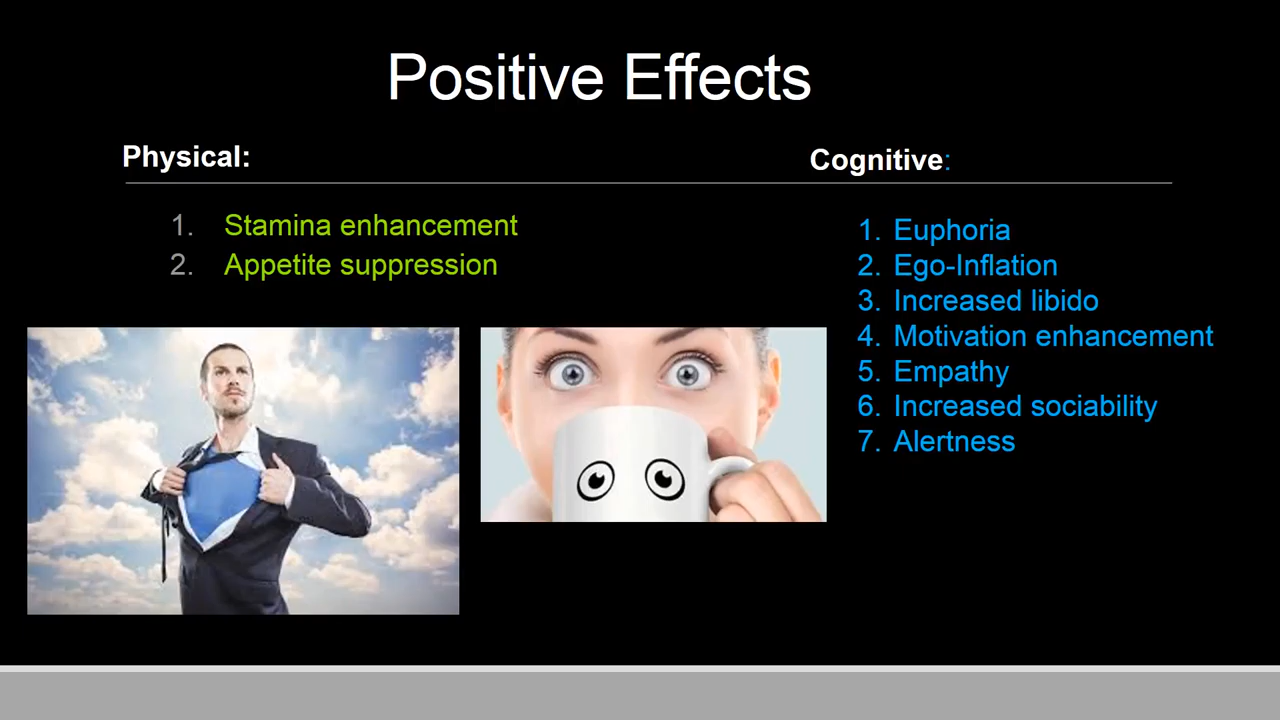 Positive Effects
Physical:
1. Stamina enhancement
2. Appetite suppression
Cognitive:
1. Euphoria
2. Ego-Inflation
3. Increased libido
4. Motivation enhancement
5. Empathy
6. Increased sociability
7. Alertness